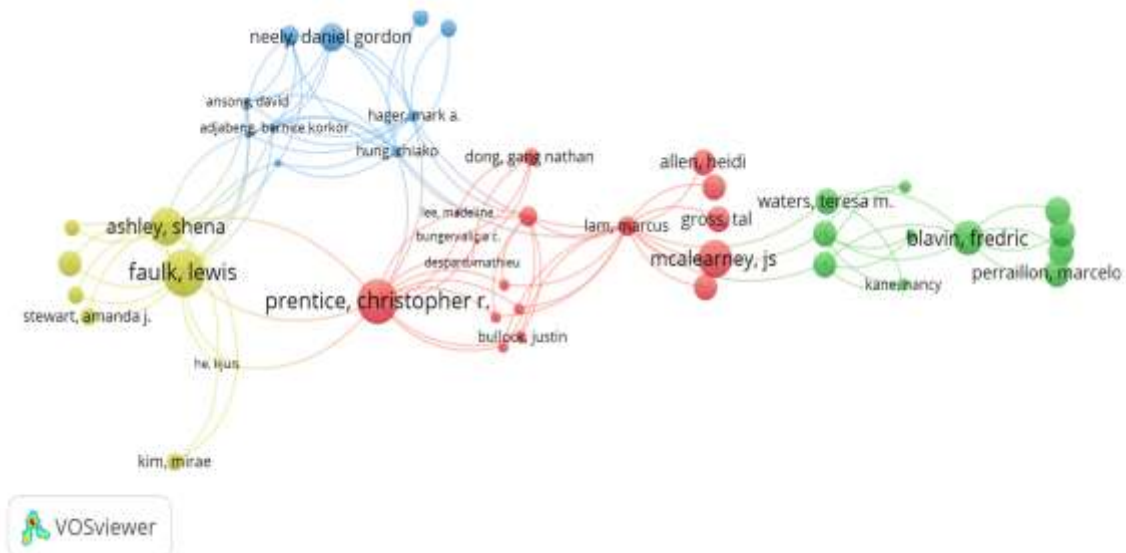 neely, daniel gordon
ansong, david
adjabeng, bernice korkor
hager, mark a.
hung, chiako
dong, gang nathan
allen, heidi
waters, teresa m.
lee, madeline
gross, tal
lam, marcus
ashley, shena
blavin, fredric
despard mathieu
mcalearney, js
faulk, lewis
perraillon, marcelo
kane, nancy
prentice, christopher r.
stewart, amanda j.
justin
he, lijun
kim, mirae
VOSviewer